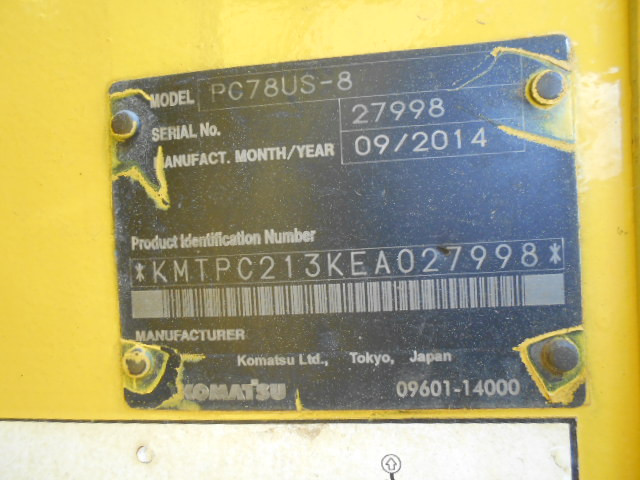 MODEL PC78US-8
SERIAL No. 27998
MANUFACT. MONTH/YEAR 09/2014
Product Identification Number
*KMTPC213KEA027998*
MANUFACTURER
Komatsu Ltd., Tokyo, Japan
KOMATSU 09601-14000